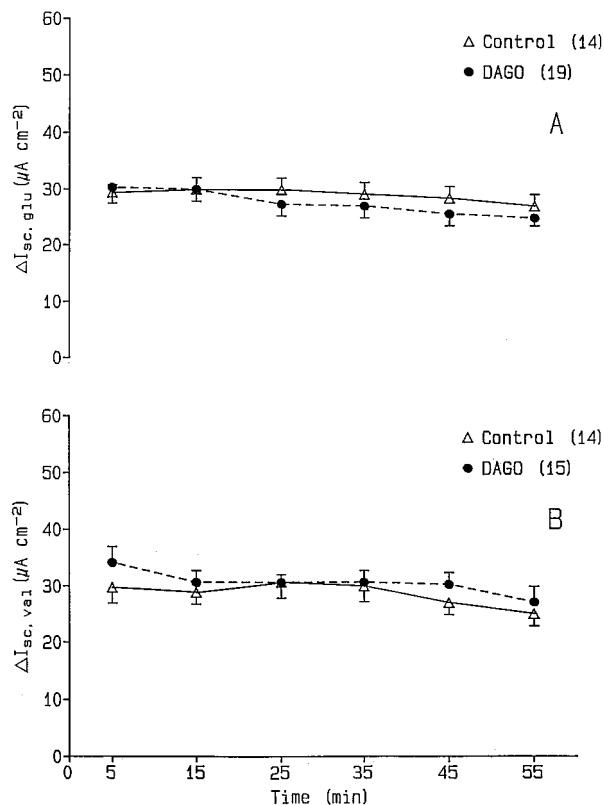 60
50
40
30
20
10
0
ΔIsc, glu (μA cm⁻²)
△ Control (14)
● DAGO (19)
A
60
50
40
30
20
10
0
ΔIsc, val (μA cm⁻²)
△ Control (14)
● DAGO (15)
B
0 5 15 25 35 45 55
Time (min)